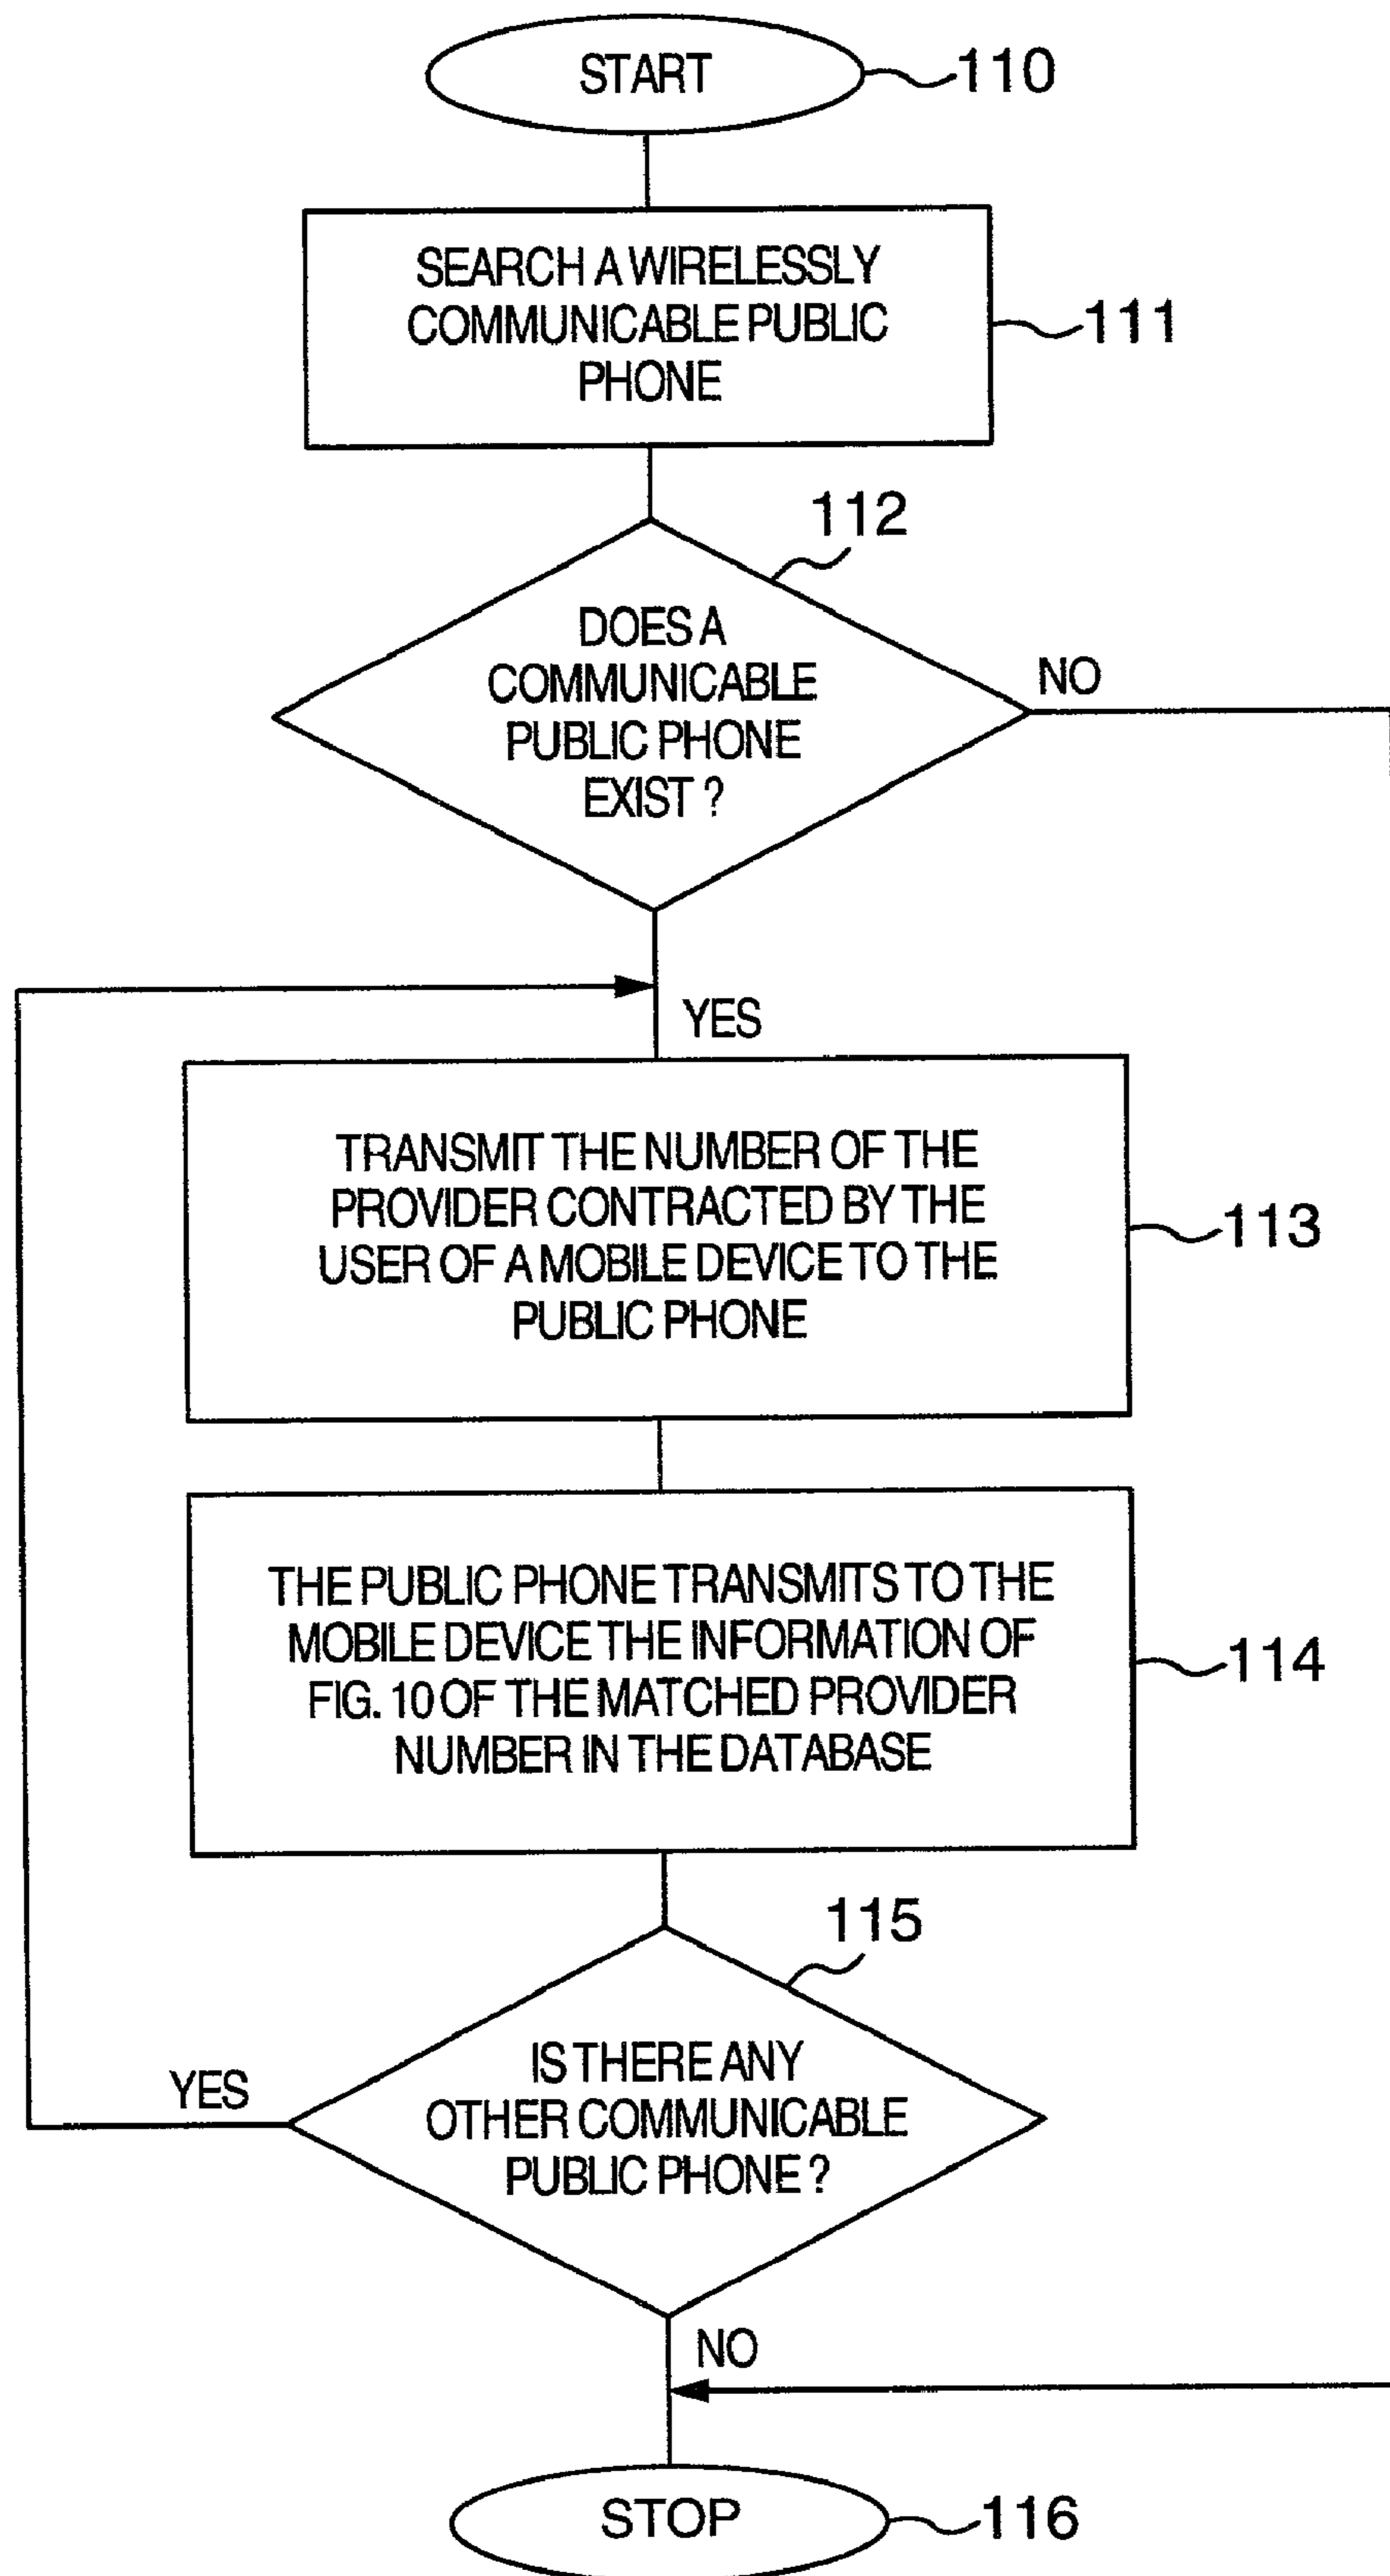 START
110
SEARCH A WIRELESSLY
COMMUNICABLE PUBLIC
PHONE
111
112
DOES A
COMMUNICABLE
PUBLIC PHONE
EXIST ?
NO
YES
TRANSMIT THE NUMBER OF THE
PROVIDER CONTRACTED BY THE
USER OF A MOBILE DEVICE TO THE
PUBLIC PHONE
113
THE PUBLIC PHONE TRANSMITS TO THE
MOBILE DEVICE THE INFORMATION OF
FIG. 10 OF THE MATCHED PROVIDER
NUMBER IN THE DATABASE
114
115
IS THERE ANY
OTHER COMMUNICABLE
PUBLIC PHONE ?
YES
NO
STOP
116